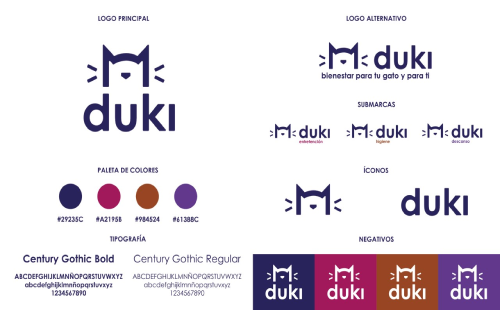 LOGO PRINCIPAL
duki
PALETA DE COLORES
#29235C
#A2195B
#984524
#613B8C
TIPOGRAFÍA
Century Gothic Bold
ABCDEFGHIJKLMNÑOPQRSTUVWXYZ
abcdefghijklmnñopqrstuvwxyz
1234567890
Century Gothic Regular
ABCDEFGHIJKLMNÑOPQRSTUVWXYZ
abcdefghijklmnñopqrstuvwxyz
1234567890
LOGO ALTERNATIVO
duki
bienestar para tu gato y para ti
SUBMARCAS
duki
entretención
duki
higiene
duki
descanso
ÍCONOS
duki
NEGATIVOS
duki
duki
duki
duki